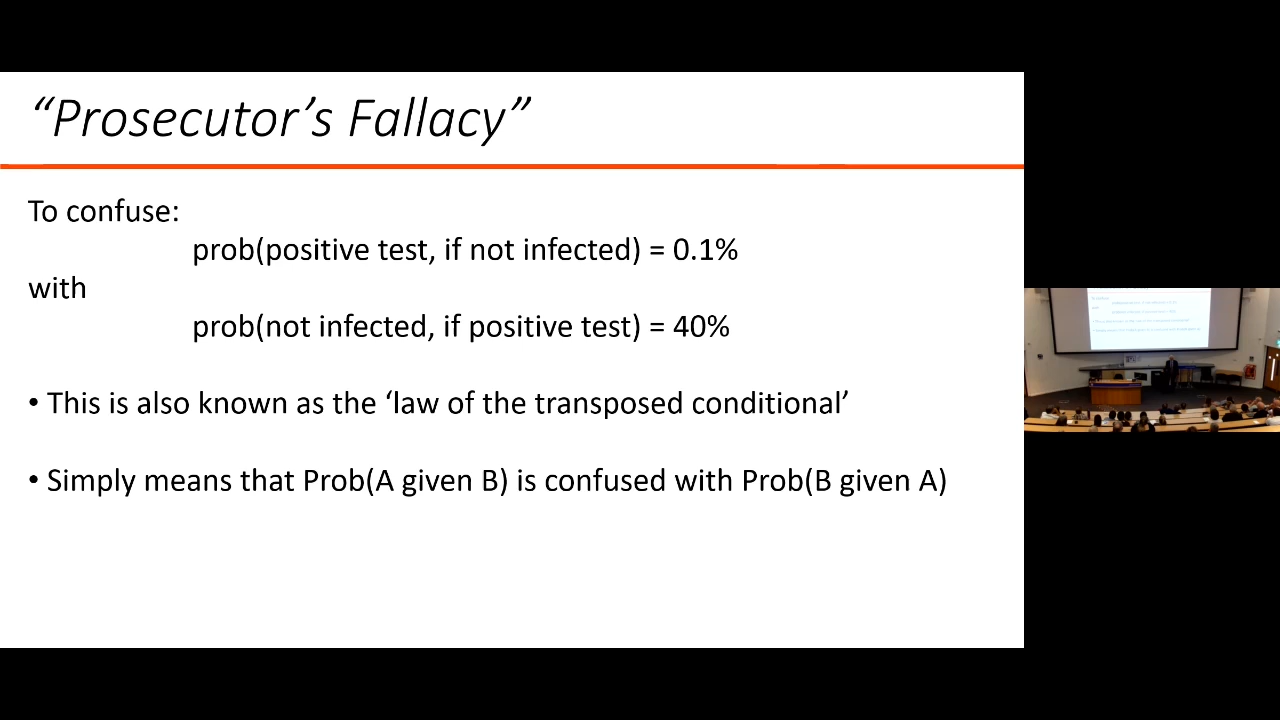 “Prosecutor’s Fallacy”
To confuse:
prob(positive test, if not infected) = 0.1%
with
prob(not infected, if positive test) = 40%
• This is also known as the ‘law of the transposed conditional’
• Simply means that Prob(A given B) is confused with Prob(B given A)